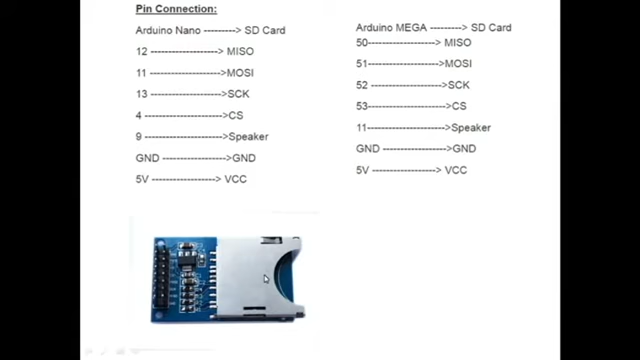 Pin Connection:
Arduino Nano ---------> SD Card
12 ------------------> MISO
11 -------------------->MOSI
13 -------------------->SCK
4 ---------------------->CS
9 ---------------------->Speaker
GND ------------------>GND
5V ------------------> VCC
Arduino MEGA ---------> SD Card
50-------------------> MISO
51--------------------->MOSI
52 -------------------->SCK
53--------------------->CS
11---------------------->Speaker
GND ------------------>GND
5V ------------------> VCC